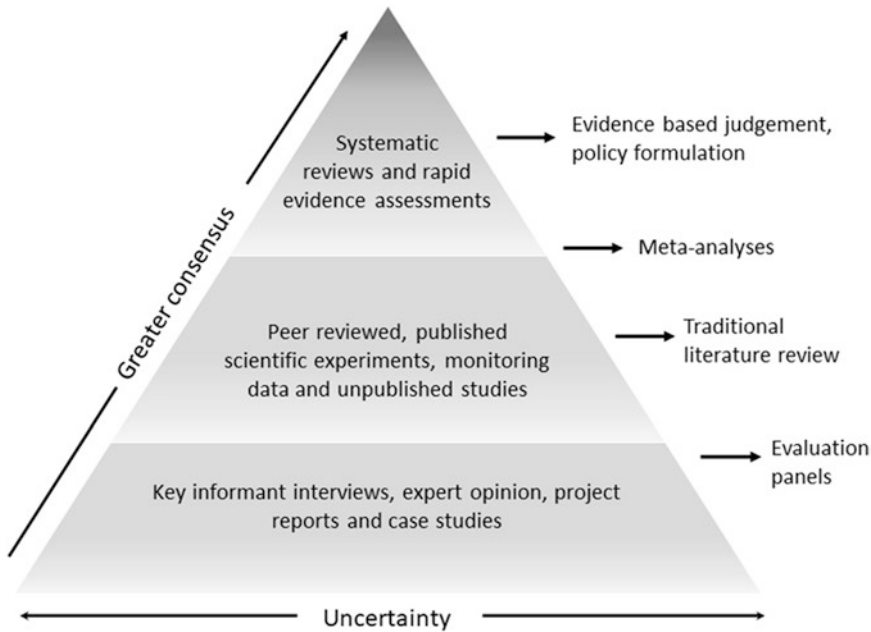 Systematic
reviews and rapid
evidence assessments
Evidence based judgement,
policy formulation
Meta-analyses
Greater consensus
Peer reviewed, published
scientific experiments, monitoring
data and unpublished studies
Traditional
literature review
Key informant interviews, expert opinion, project
reports and case studies
Evaluation
panels
Uncertainty